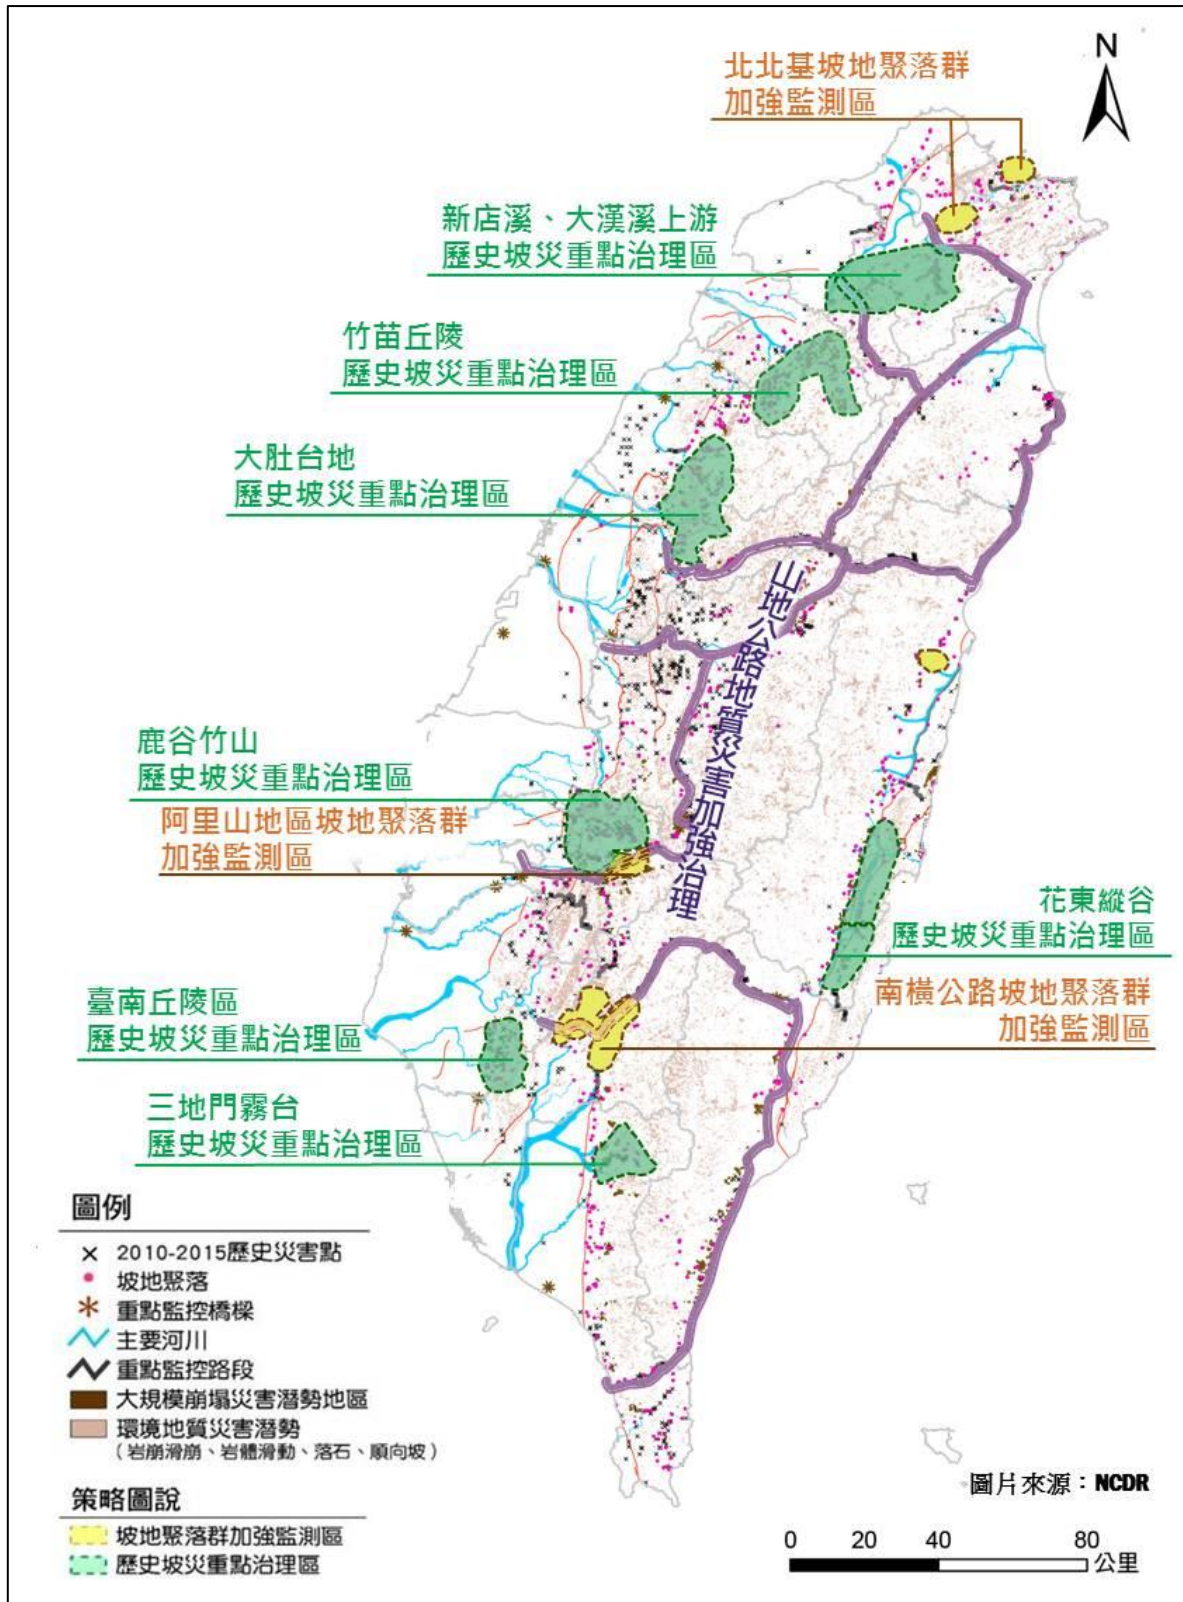 N
北北基坡地聚落群
加強監測區
新店溪、大漢溪上游
歷史坡災重點治理區
竹苗丘陵
歷史坡災重點治理區
大肚台地
歷史坡災重點治理區
山地公路地質災害加強治理
鹿谷竹山
歷史坡災重點治理區
阿里山地區坡地聚落群
加強監測區
花東縱谷
歷史坡災重點治理區
南橫公路坡地聚落群
加強監測區
臺南丘陵區
歷史坡災重點治理區
三地門霧台
歷史坡災重點治理區
圖例
2010-2015歷史災害點
坡地聚落
重點監控橋樑
主要河川
重點監控路段
大規模崩塌災害潛勢地區
環境地質災害潛勢
（岩崩滑崩、岩體滑動、落石、順向坡）
策略圖說
坡地聚落群加強監測區
歷史坡災重點治理區
圖片來源：NCDR
0 20 40 80
公里